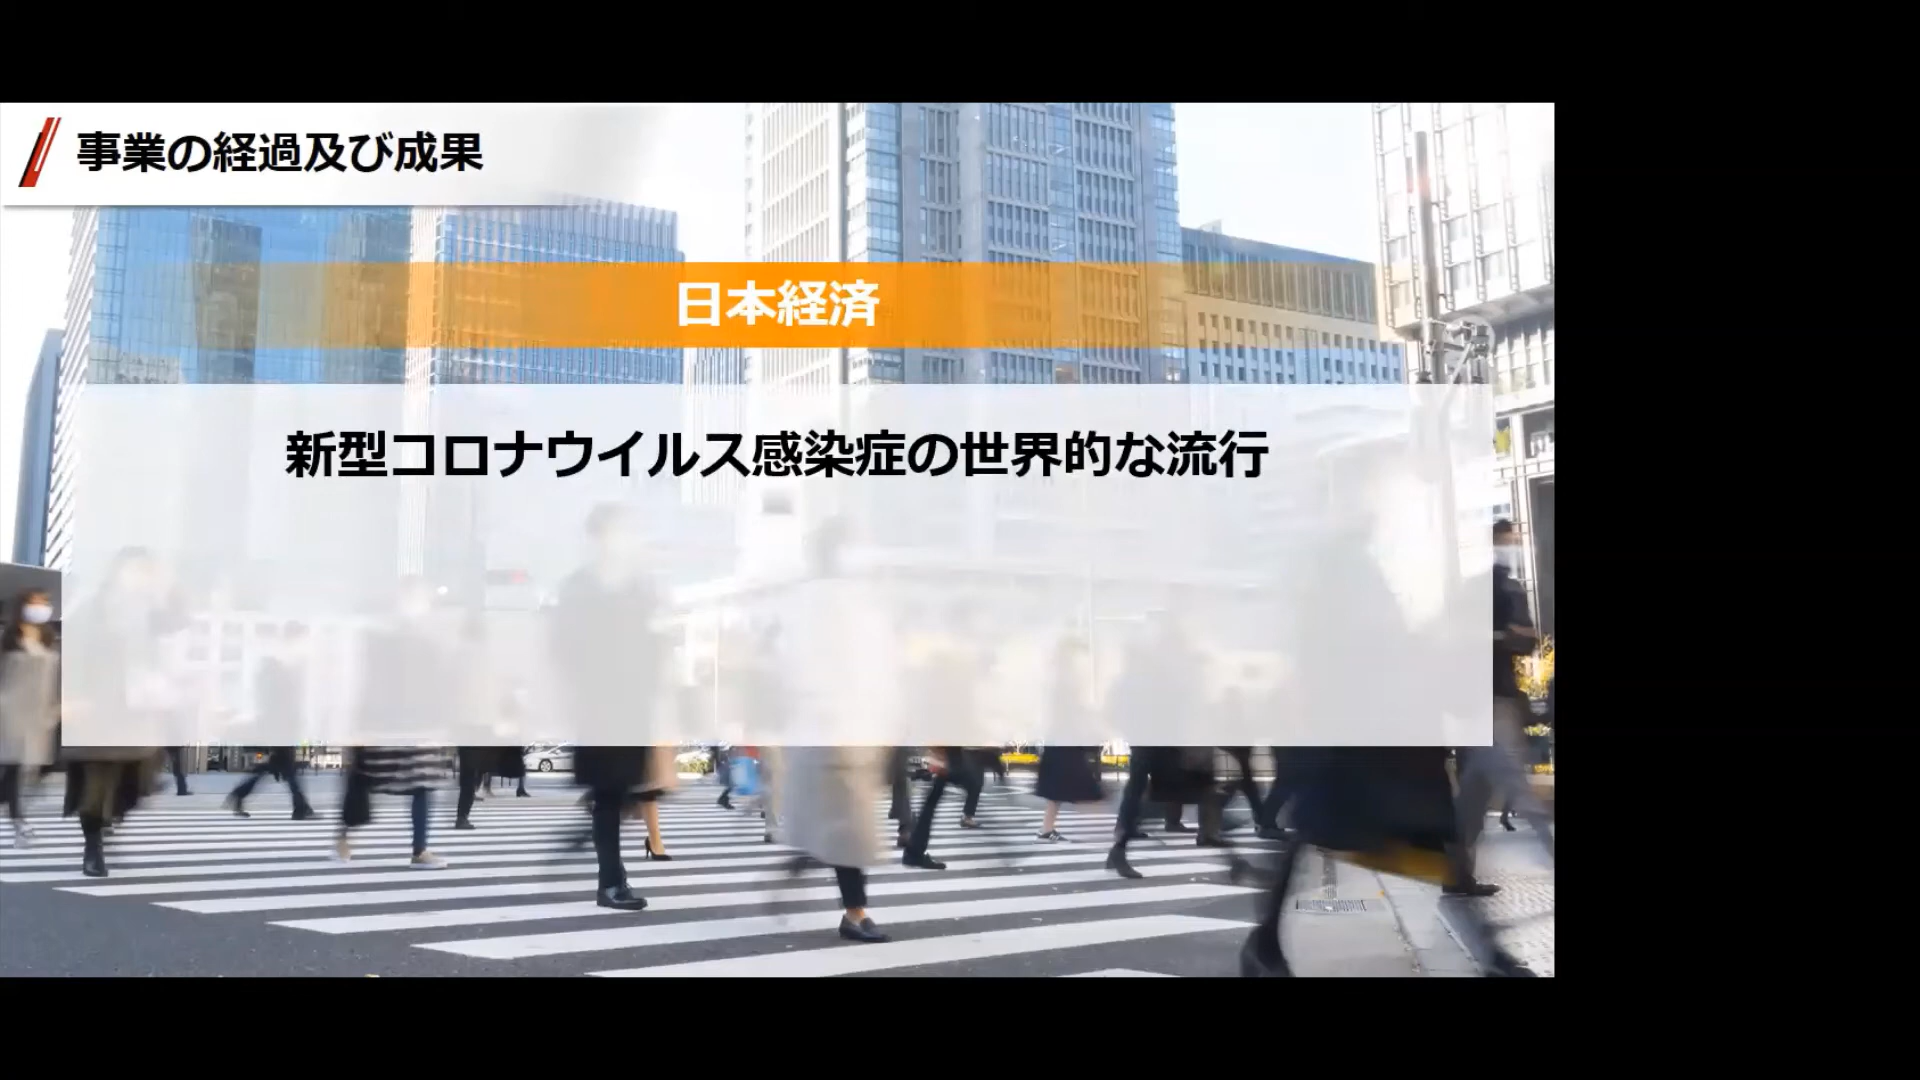 事業の経過及び成果
日本経済
新型コロナウイルス感染症の世界的な流行